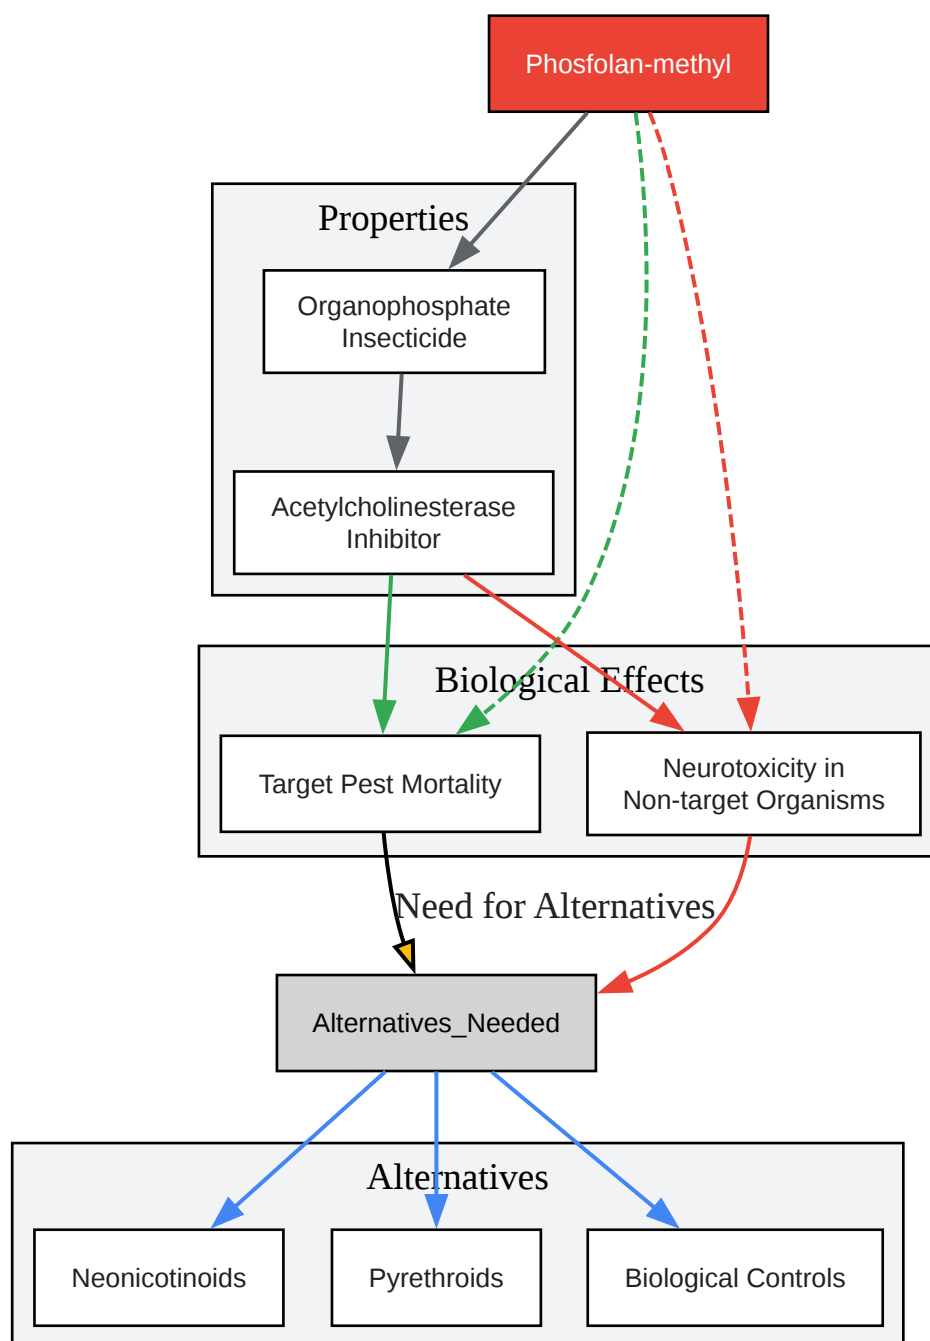 Phosfolan-methyl
Properties
Organophosphate
Insecticide
Acetylcholinesterase
Inhibitor
Biological Effects
Target Pest Mortality
Neurotoxicity in
Non-target Organisms
Need for Alternatives
Alternatives_Needed
Alternatives
Neonicotinoids
Pyrethroids
Biological Controls